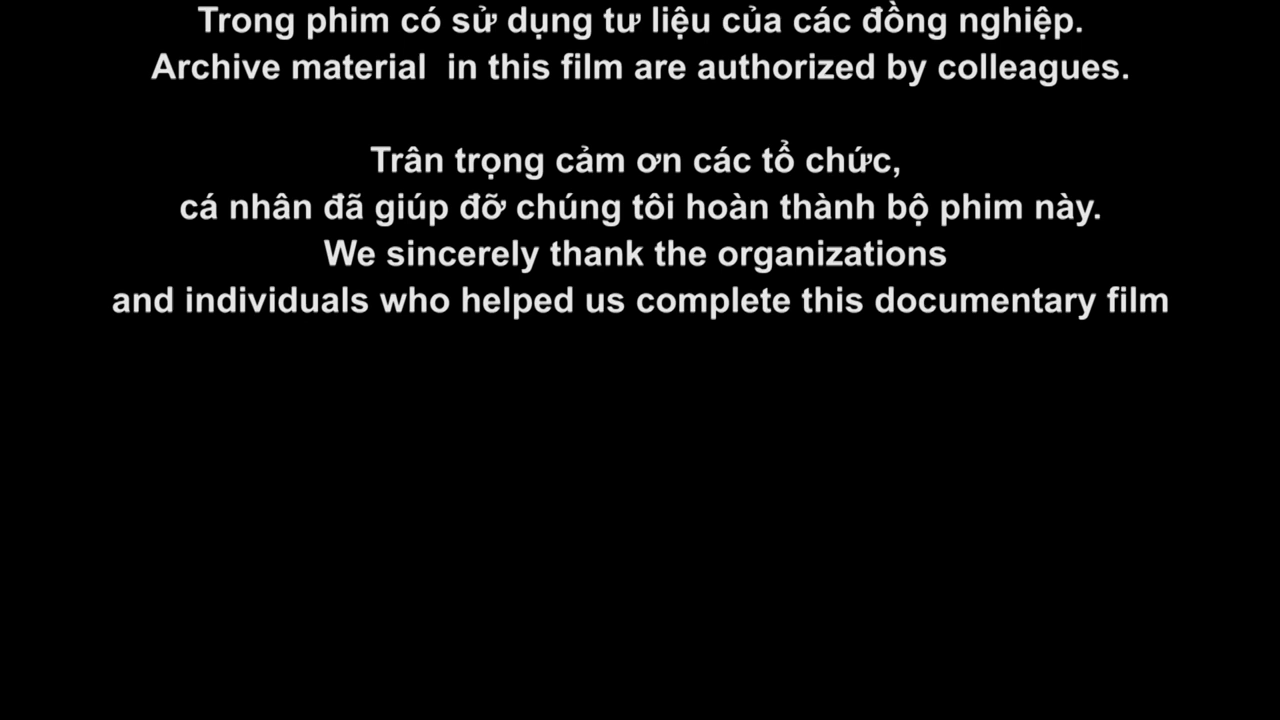 Trong phim có sử dụng tư liệu của các đồng nghiệp.
Archive material  in this film are authorized by colleagues.
Trân trọng cảm ơn các tổ chức,
cá nhân đã giúp đỡ chúng tôi hoàn thành bộ phim này.
We sincerely thank the organizations
and individuals who helped us complete this documentary film